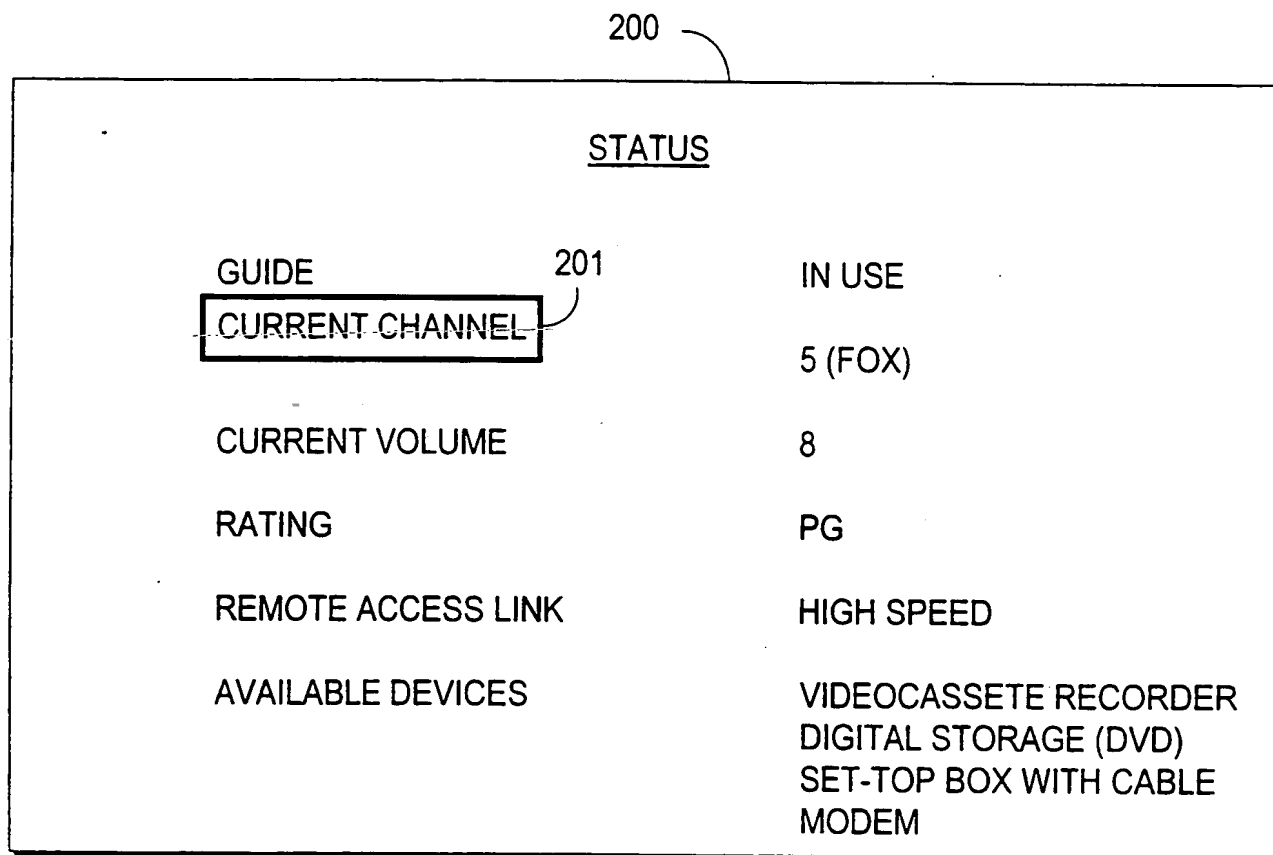 200
STATUS
GUIDE 201 IN USE
CURRENT CHANNEL
5 (FOX)
CURRENT VOLUME 8
RATING PG
REMOTE ACCESS LINK HIGH SPEED
AVAILABLE DEVICES VIDEOCASSETE RECORDER
DIGITAL STORAGE (DVD)
SET-TOP BOX WITH CABLE
MODEM